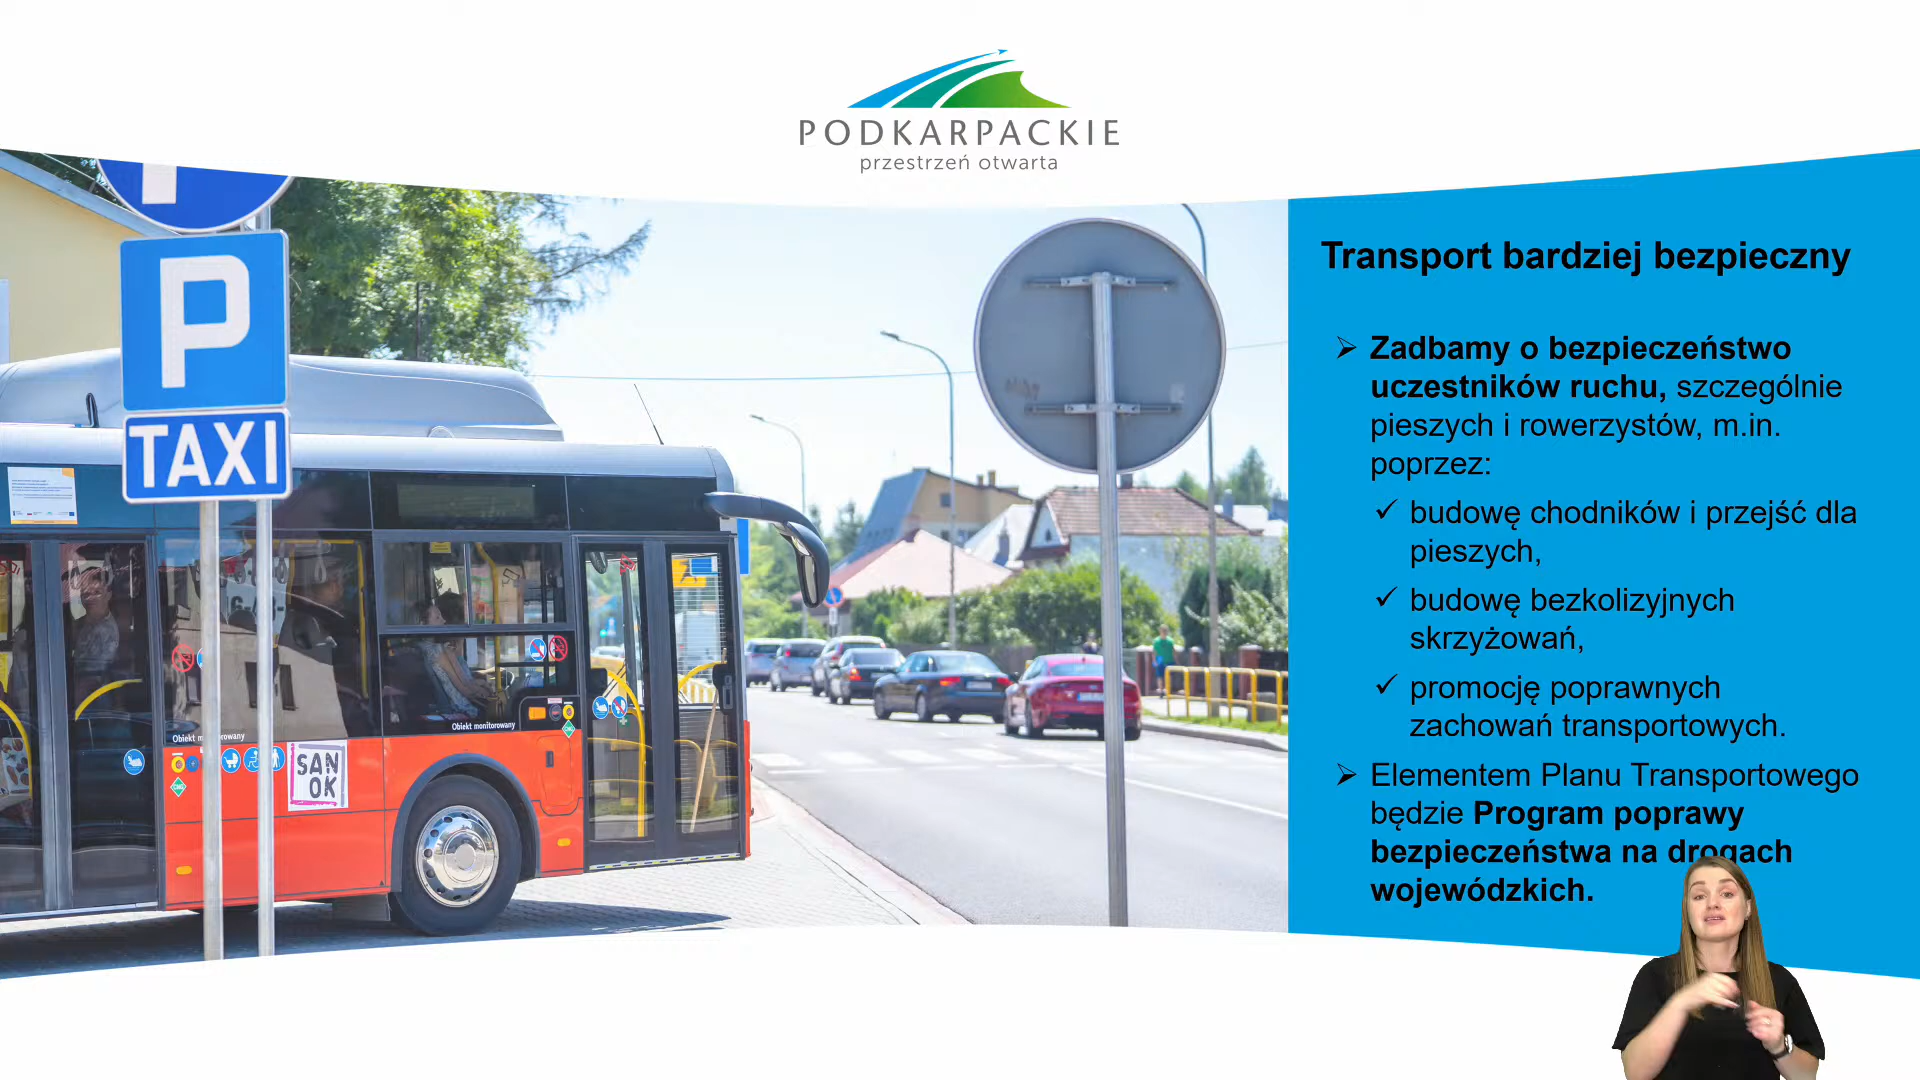 PODKARPACKIE
przestrzeń otwarta
P
P
TAXI
Obiekt monitorowany
Obiekt monitorowany
SAN
OK
Transport bardziej bezpieczny
➢ Zadbamy o bezpieczeństwo
uczestników ruchu, szczególnie
pieszych i rowerzystów, m.in.
poprzez:
✓ budowę chodników i przejść dla
pieszych,
✓ budowę bezkolizyjnych
skrzyżowań,
✓ promocję poprawnych
zachowań transportowych.
➢ Elementem Planu Transportowego
będzie Program poprawy
bezpieczeństwa na drogach
wojewódzkich.